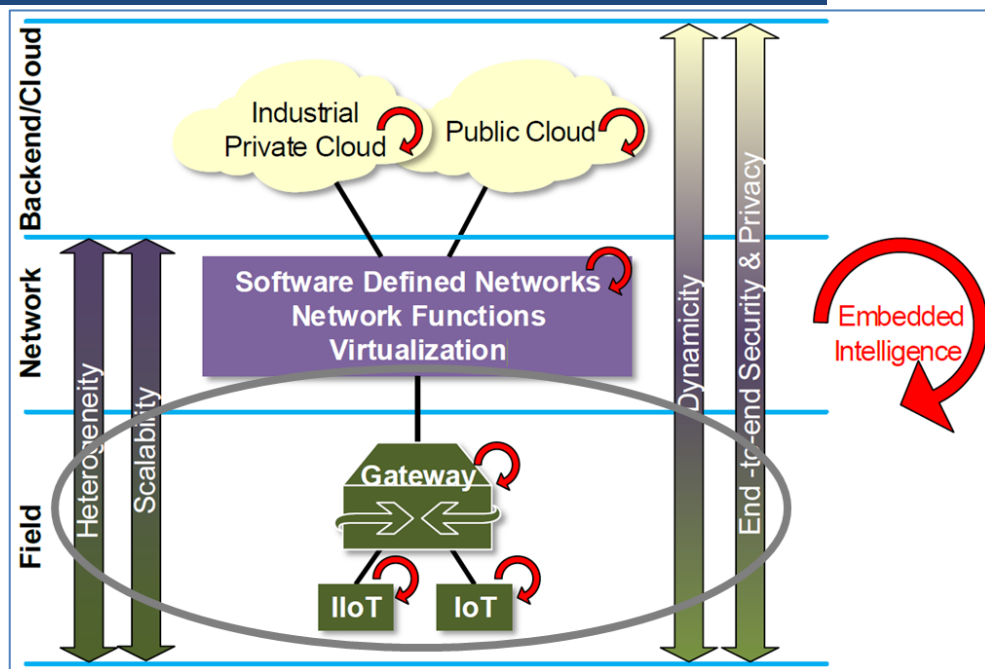 Backend/Cloud
Industrial
Private Cloud
Public Cloud
Network
Software Defined Networks
Network Functions
Virtualization
Field
Heterogeneity
Scalability
Gateway
IIoT
IoT
Dynamicity
End -to-end Security & Privacy
Embedded
Intelligence